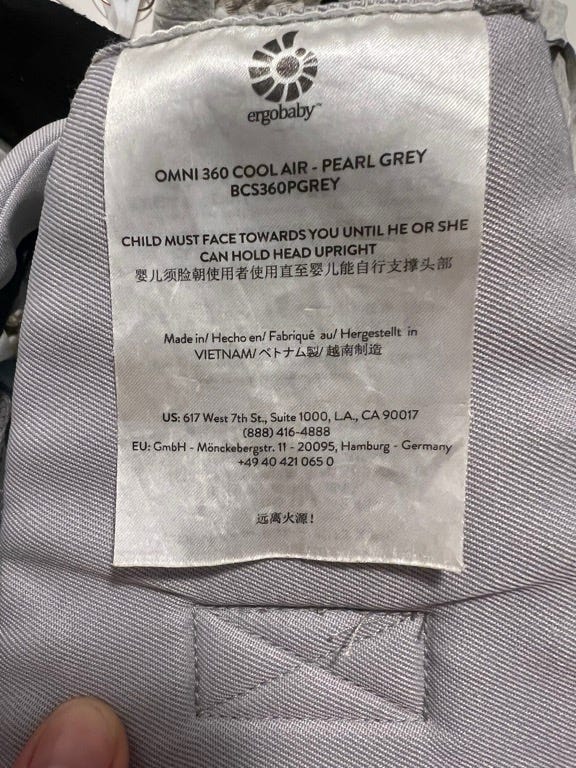 ergobaby™
OMNI 360 COOL AIR - PEARL GREY
BCS360PGREY
CHILD MUST FACE TOWARDS YOU UNTIL HE OR SHE
CAN HOLD HEAD UPRIGHT
婴儿须脸朝使用者使用直至婴儿能自行支撑头部
Made in/ Hecho en/ Fabriqué au/ Hergestellt in
VIETNAM/ベトナム製/越南制造
US: 617 West 7th St., Suite 1000, L.A., CA 90017
(888) 416-4888
EU: GmbH - Mönckebergstr. 11 - 20095, Hamburg - Germany
+49 40 421 065 0
远离火源!